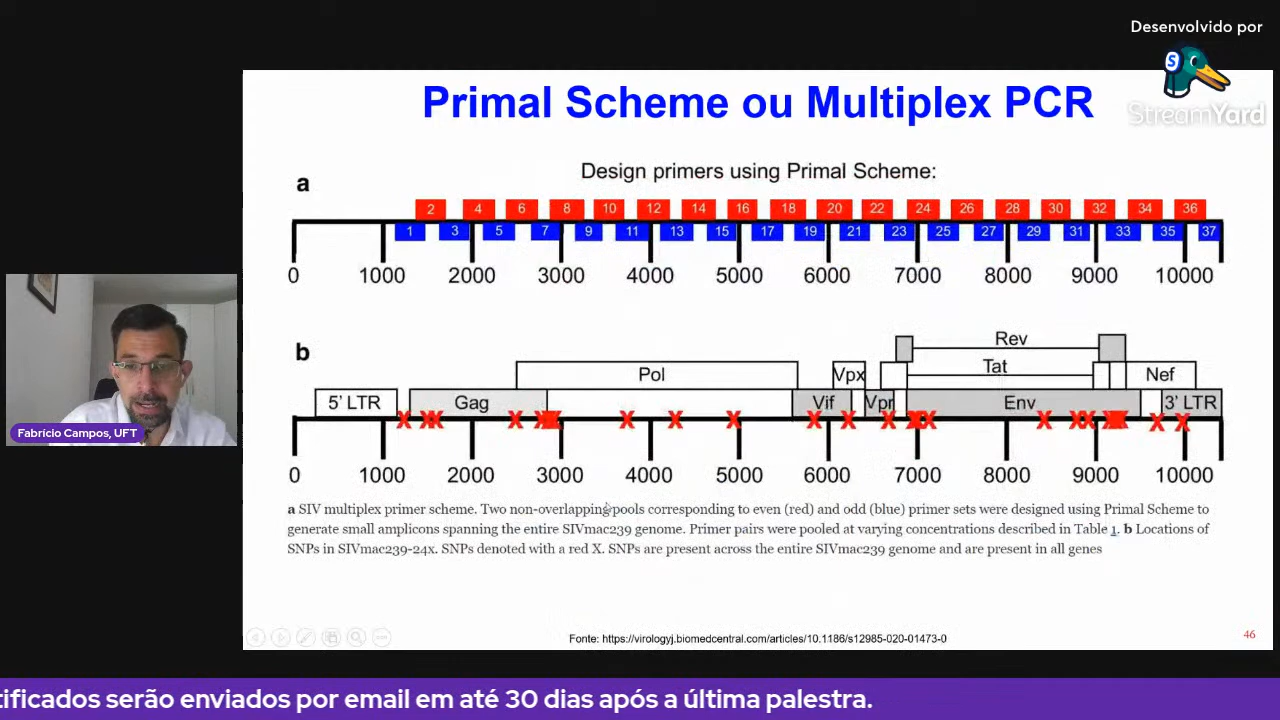 Desenvolvido por
S
StreamYard
Primal Scheme ou Multiplex PCR
a
Design primers using Primal Scheme:
2 4 6 8 10 12 14 16 18 20 22 24 26 28 30 32 34 36
1 3 5 7 9 11 13 15 17 19 21 23 25 27 29 31 33 35 37
0 1000 2000 3000 4000 5000 6000 7000 8000 9000 10000
b
Rev
Pol Vpx Tat Nef
5' LTR Gag Vif Vpr Env 3' LTR
X X X X X X X X X X X X X X X X X X X X X X X X
0 1000 2000 3000 4000 5000 6000 7000 8000 9000 10000
a SIV multiplex primer scheme. Two non-overlapping pools corresponding to even (red) and odd (blue) primer sets were designed using Primal Scheme to
generate small amplicons spanning the entire SIVmac239 genome. Primer pairs were pooled at varying concentrations described in Table 1. b Locations of
SNPs in SIVmac239-24x. SNPs denoted with a red X. SNPs are present across the entire SIVmac239 genome and are present in all genes
Fonte: https://virologyj.biomedcentral.com/articles/10.1186/s12985-020-01473-0
46
Fabrício Campos, UFT
tificados serão enviados por email em até 30 dias após a última palestra.